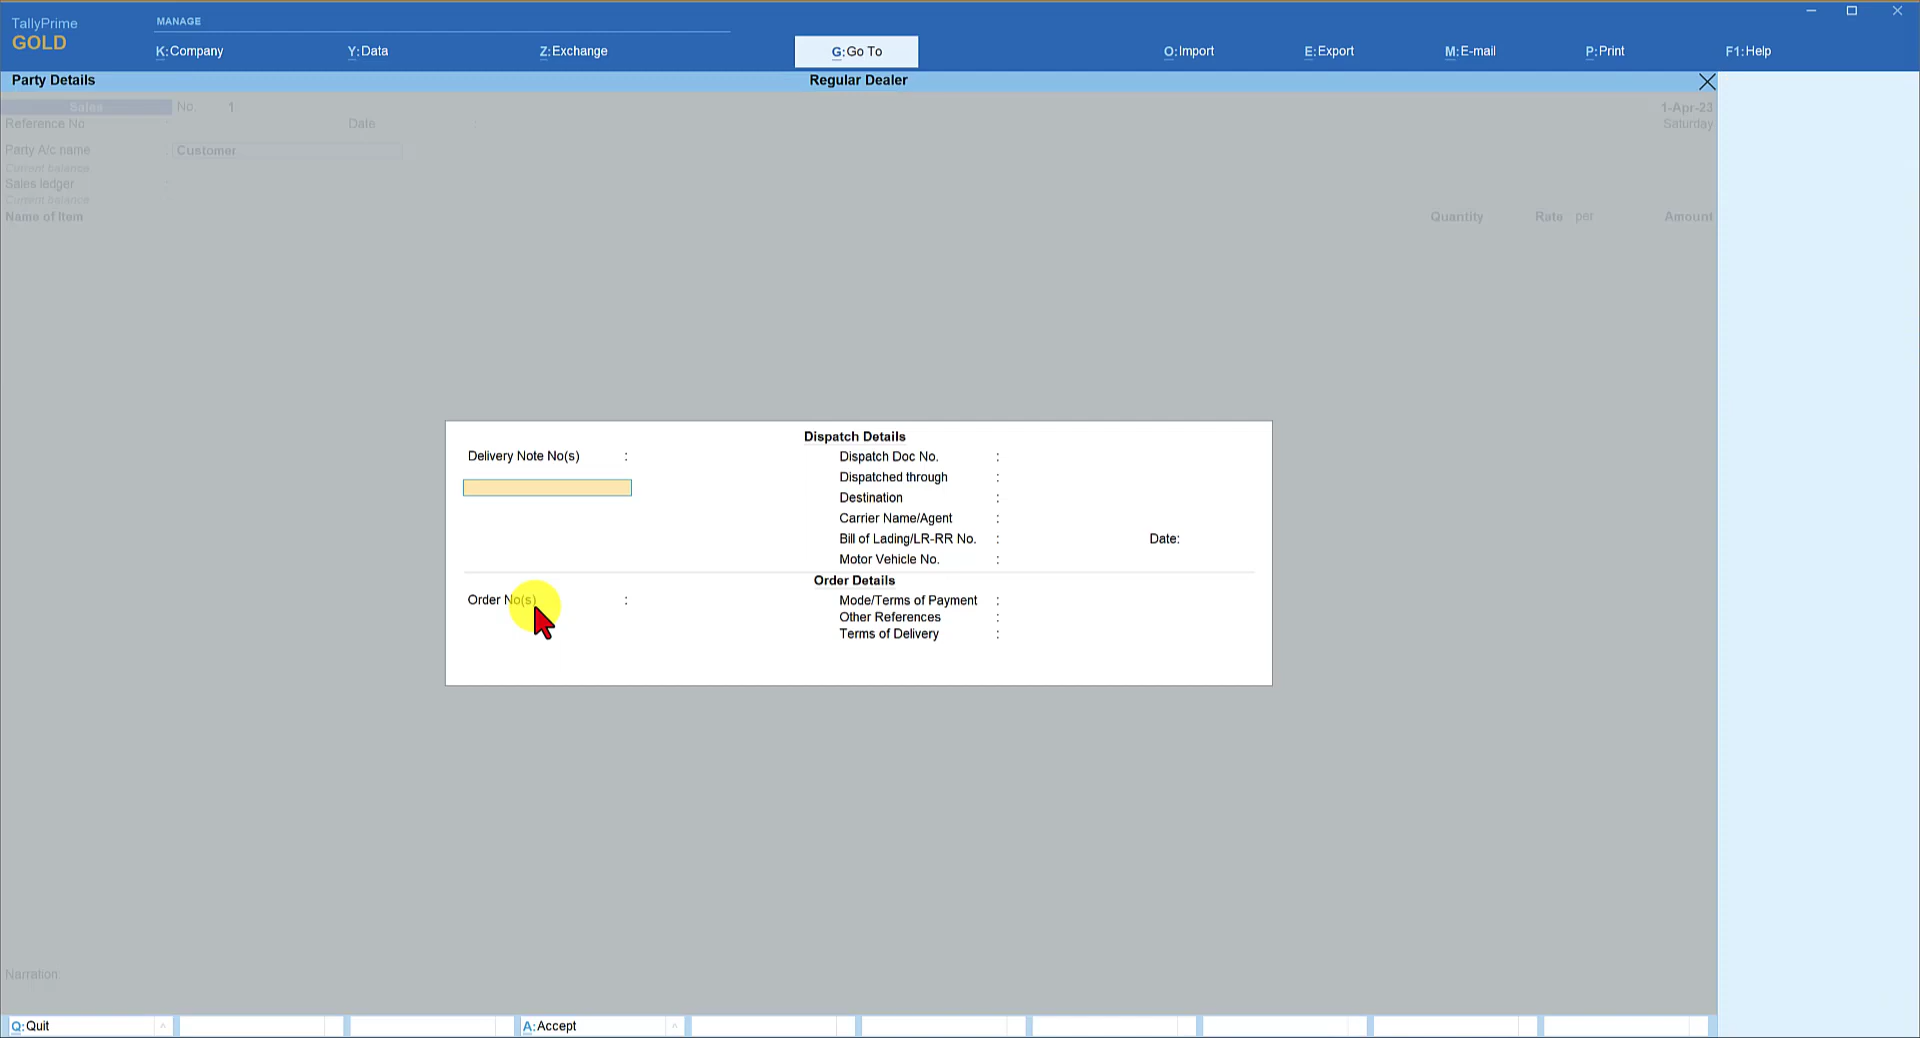 TallyPrime
GOLD
MANAGE
K:Company
Y:Data
Z:Exchange
G:Go To
O:Import
E:Export
M:E-mail
P:Print
F1:Help
Party Details
Regular Dealer
Sales
No. 1
1-Apr-23
Reference No :
Date :
Saturday
Party A/c name : Customer
Current balance
Sales ledger :
Current balance :
Name of Item
Quantity
Rate per
Amount
Dispatch Details
Delivery Note No(s) :
Dispatch Doc No. :
Dispatched through :
Destination :
Carrier Name/Agent :
Bill of Lading/LR-RR No. :
Date:
Motor Vehicle No. :
Order Details
Order No(s) :
Mode/Terms of Payment :
Other References :
Terms of Delivery :
Narration:
Q:Quit
A:Accept